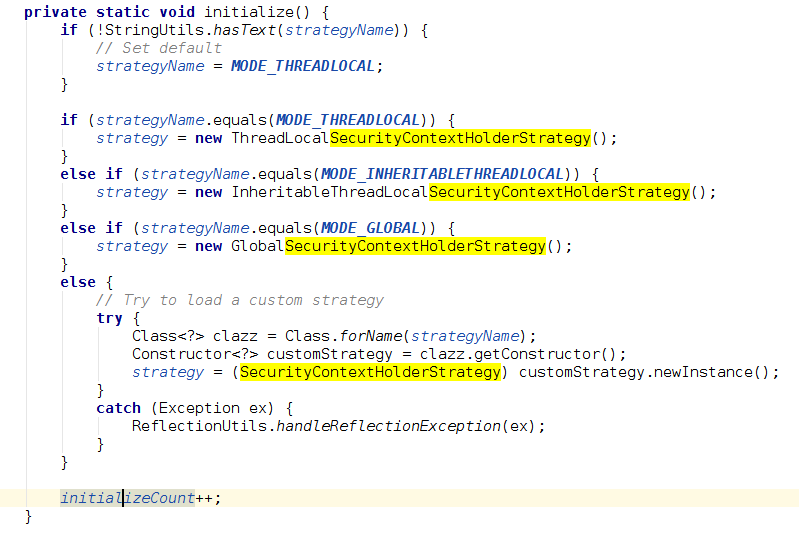 private static void initialize() {
    if (!StringUtils.hasText(strategyName)) {
        // Set default
        strategyName = MODE_THREADLOCAL;
    }

    if (strategyName.equals(MODE_THREADLOCAL)) {
        strategy = new ThreadLocalSecurityContextHolderStrategy();
    }
    else if (strategyName.equals(MODE_INHERITABLETHREADLOCAL)) {
        strategy = new InheritableThreadLocalSecurityContextHolderStrategy();
    }
    else if (strategyName.equals(MODE_GLOBAL)) {
        strategy = new GlobalSecurityContextHolderStrategy();
    }
    else {
        // Try to load a custom strategy
        try {
            Class<?> clazz = Class.forName(strategyName);
            Constructor<?> customStrategy = clazz.getConstructor();
            strategy = (SecurityContextHolderStrategy) customStrategy.newInstance();
        }
        catch (Exception ex) {
            ReflectionUtils.handleReflectionException(ex);
        }
    }

    initializeCount++;
}